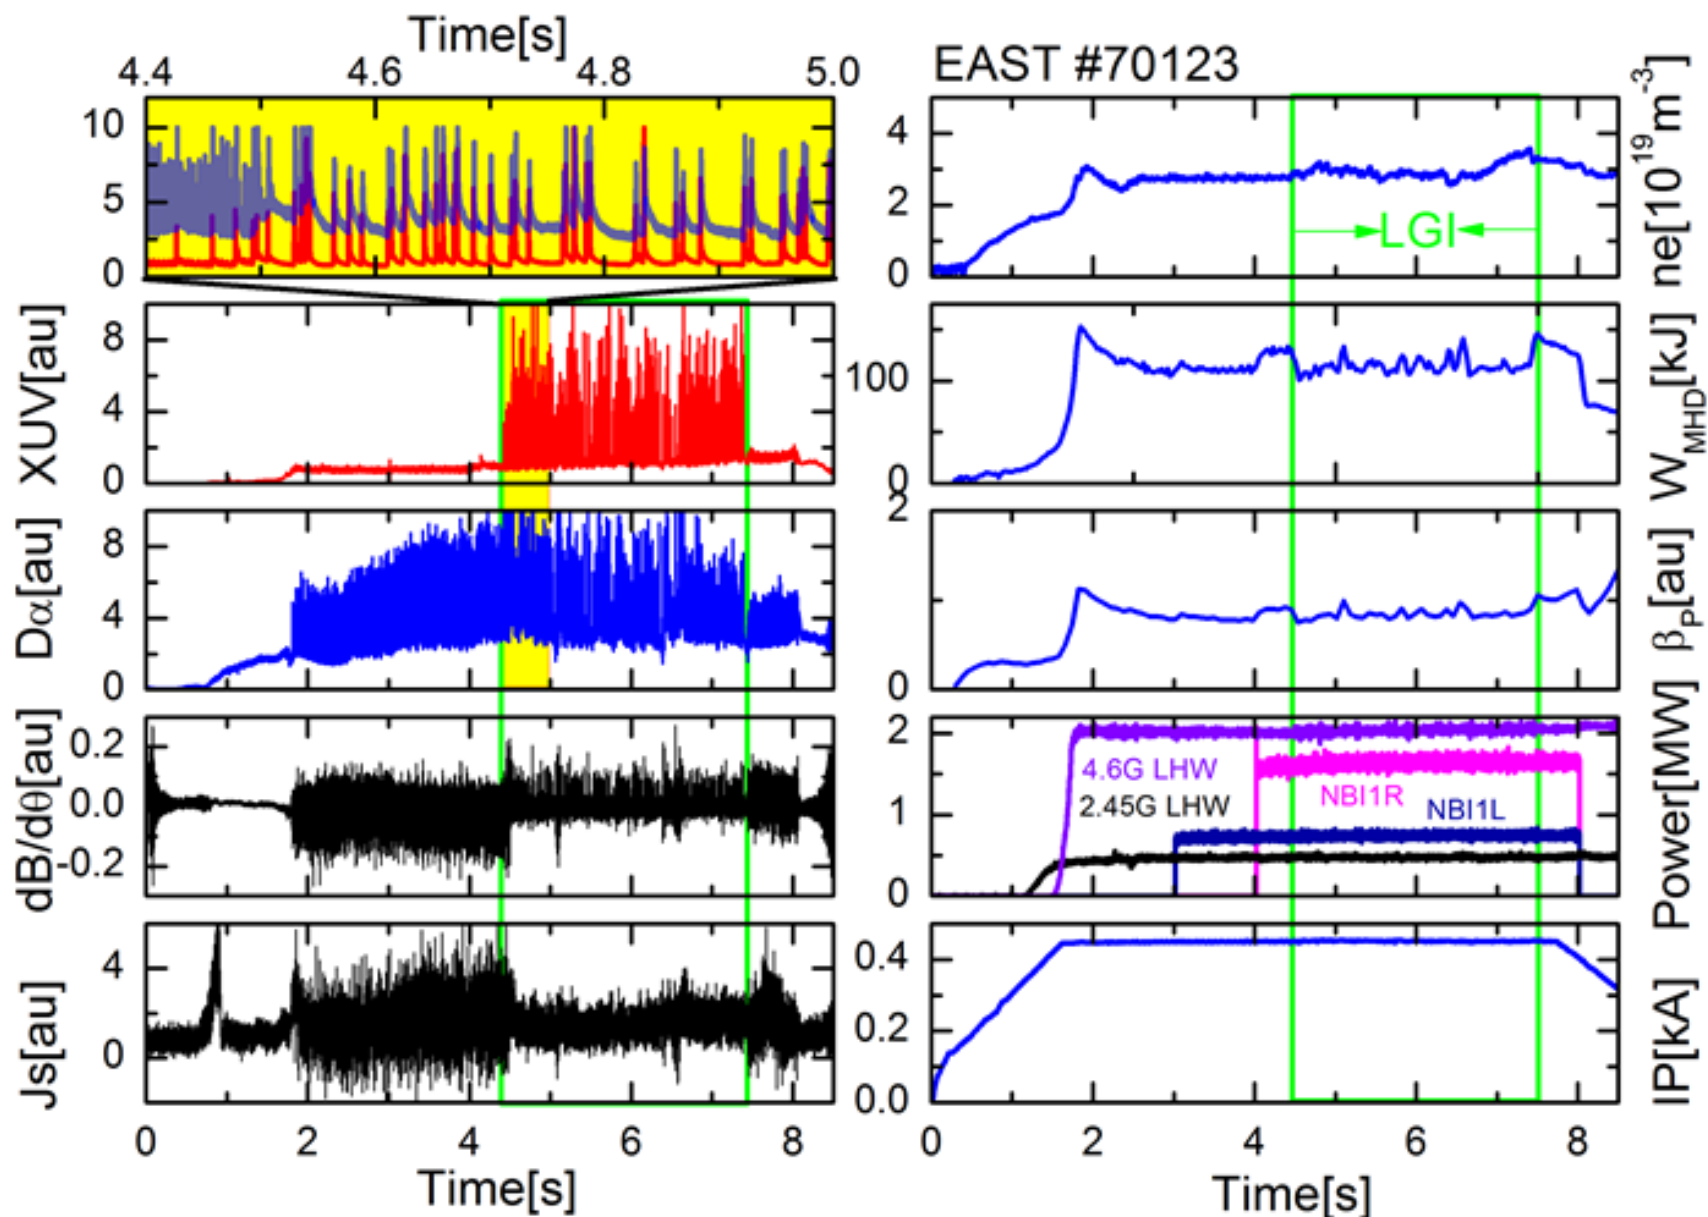 Time[s]
4.4 4.6 4.8 5.0
EAST #70123
10
5
0
XUV[au]
8
4
0
Dα[au]
8
4
0
dB/dθ[au]
0.2
0.0
-0.2
Js[au]
4
0
0 2 4 6 8
Time[s]
ne[10¹⁹m⁻³]
4
2
0
LGI
W_MHD[kJ]
100
0
β_P[au]
2
0
Power[MW]
2
1
0
4.6G LHW
2.45G LHW
NBI1R
NBI1L
IP[kA]
0.4
0.2
0.0
0 2 4 6 8
Time[s]